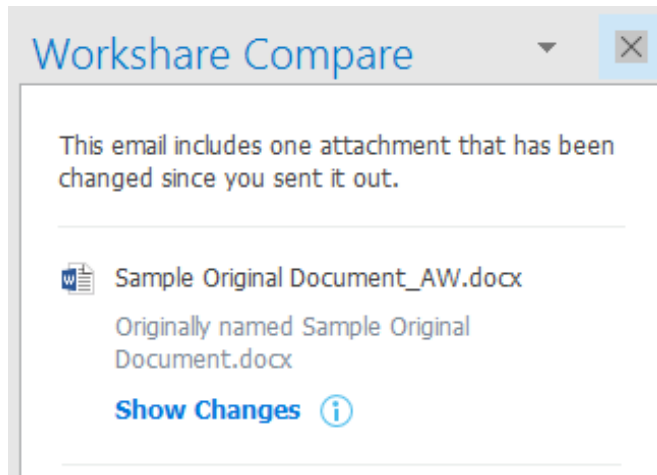 Workshare Compare
This email includes one attachment that has been
changed since you sent it out.
Sample Original Document_AW.docx
Originally named Sample Original
Document.docx
Show Changes